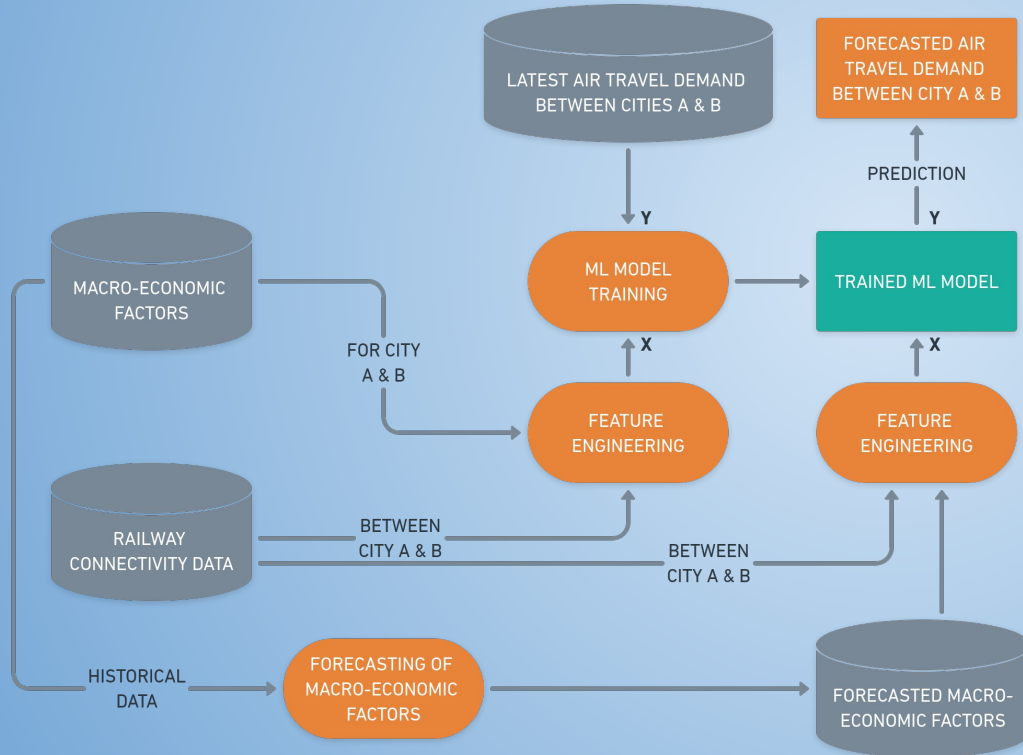 LATEST AIR TRAVEL DEMAND
BETWEEN CITIES A & B
FORECASTED AIR
TRAVEL DEMAND
BETWEEN CITY A & B
PREDICTION
Y
Y
MACRO-ECONOMIC
FACTORS
ML MODEL
TRAINING
TRAINED ML MODEL
FOR CITY
A & B
X
X
FEATURE
ENGINEERING
FEATURE
ENGINEERING
RAILWAY
CONNECTIVITY DATA
BETWEEN
CITY A & B
BETWEEN
CITY A & B
HISTORICAL
DATA
FORECASTING OF
MACRO-ECONOMIC
FACTORS
FORECASTED MACRO-
ECONOMIC FACTORS